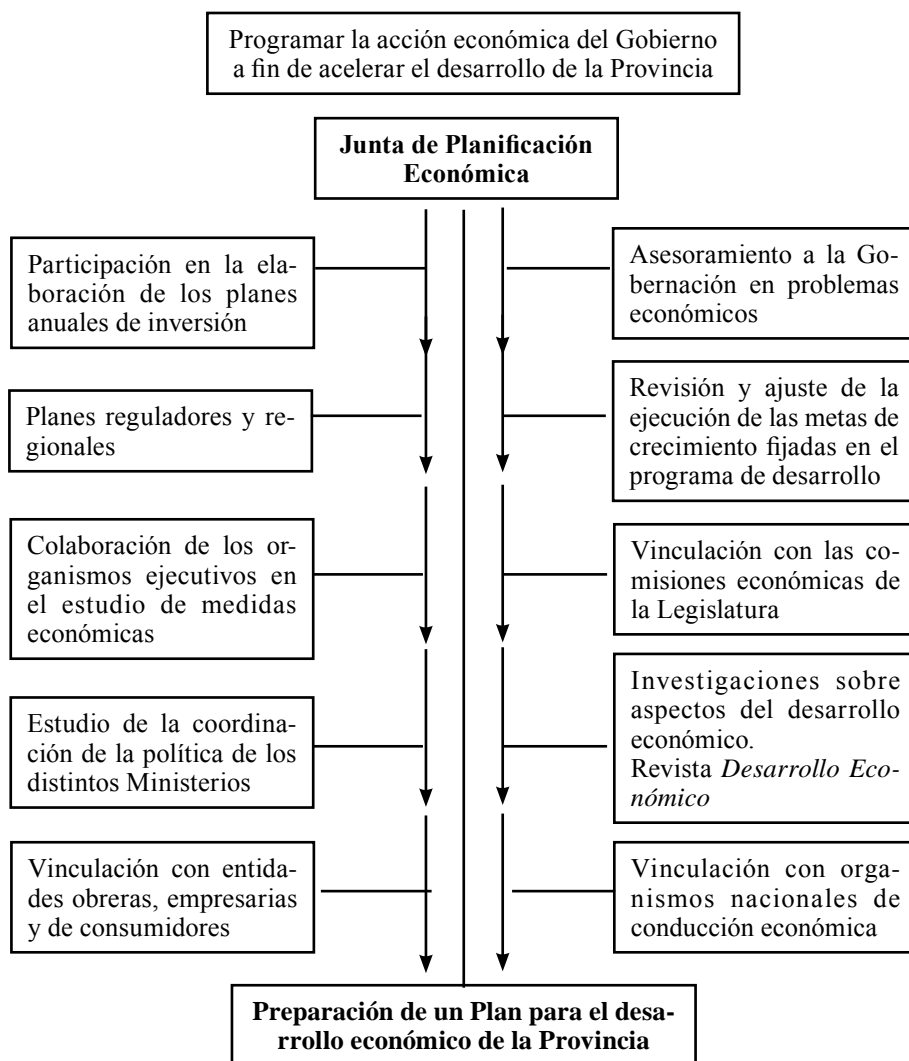 Programar la acción económica del Gobierno
a fin de acelerar el desarrollo de la Provincia
Junta de Planificación
Económica
Participación en la ela-
boración de los planes
anuales de inversión
Asesoramiento a la Go-
bernación en problemas
económicos
Planes reguladores y re-
gionales
Revisión y ajuste de la
ejecución de las metas de
crecimiento fijadas en el
programa de desarrollo
Colaboración de los or-
ganismos ejecutivos en
el estudio de medidas
económicas
Vinculación con las co-
misiones económicas de
la Legislatura
Estudio de la coordina-
ción de la política de los
distintos Ministerios
Investigaciones sobre
aspectos del desarrollo
económico.
Revista Desarrollo Eco-
nómico
Vinculación con entida-
des obreras, empresarias
y de consumidores
Vinculación con orga-
nismos nacionales de
conducción económica
Preparación de un Plan para el desa-
rrollo económico de la Provincia